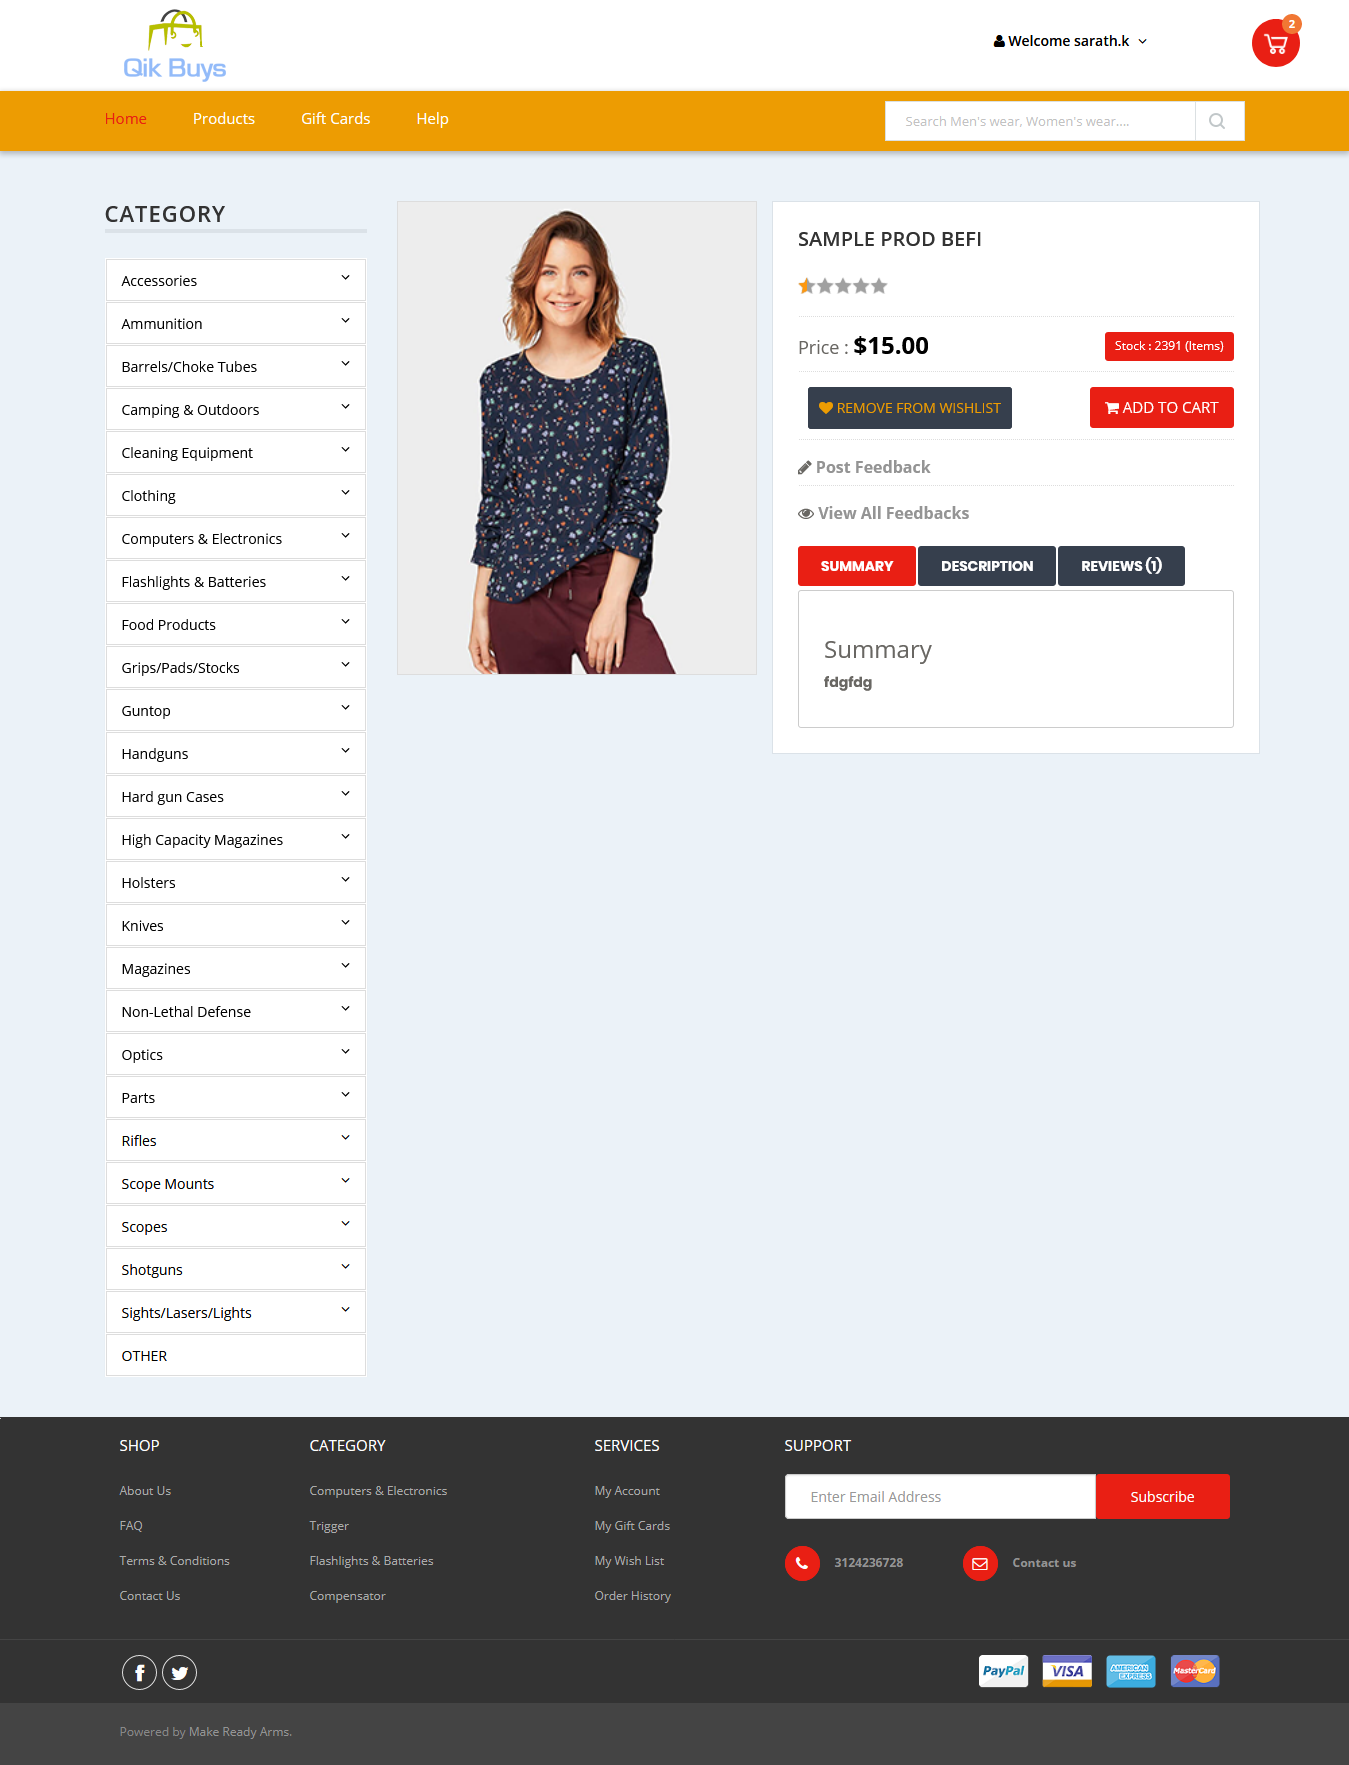 Qik Buys
Welcome sarath.k
2
Home
Products
Gift Cards
Help
Search Men's wear, Women's wear....
CATEGORY
Accessories
Ammunition
Barrels/Choke Tubes
Camping & Outdoors
Cleaning Equipment
Clothing
Computers & Electronics
Flashlights & Batteries
Food Products
Grips/Pads/Stocks
Guntop
Handguns
Hard gun Cases
High Capacity Magazines
Holsters
Knives
Magazines
Non-Lethal Defense
Optics
Parts
Rifles
Scope Mounts
Scopes
Shotguns
Sights/Lasers/Lights
OTHER
SAMPLE PROD BEFI
Price : $15.00
Stock : 2391 (Items)
REMOVE FROM WISHLIST
ADD TO CART
Post Feedback
View All Feedbacks
SUMMARY
DESCRIPTION
REVIEWS (1)
Summary
fdgfdg
SHOP
About Us
FAQ
Terms & Conditions
Contact Us
CATEGORY
Computers & Electronics
Trigger
Flashlights & Batteries
Compensator
SERVICES
My Account
My Gift Cards
My Wish List
Order History
SUPPORT
Enter Email Address
Subscribe
3124236728
Contact us
PayPal
VISA
AMERICAN EXPRESS
MasterCard
Powered by Make Ready Arms.